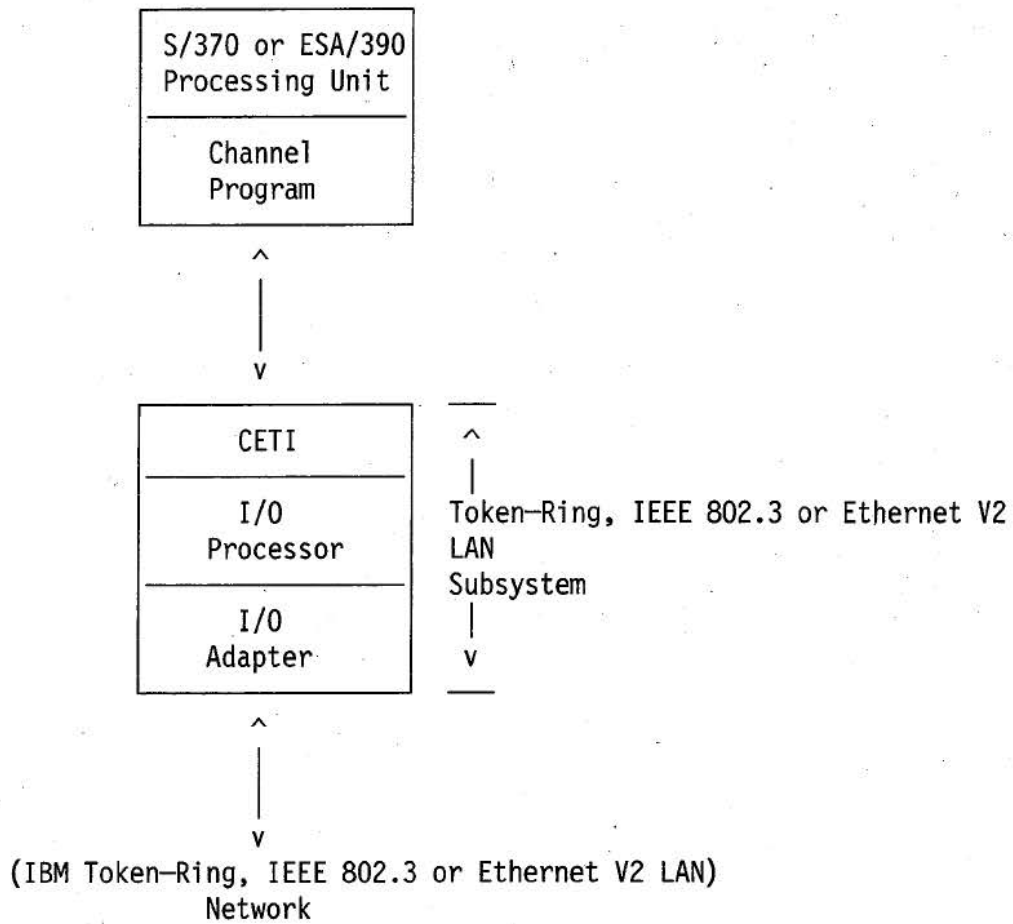 S/370 or ESA/390
Processing Unit
Channel
Program
CETI
I/O
Processor
I/O
Adapter
Token-Ring, IEEE 802.3 or Ethernet V2
LAN
Subsystem
(IBM Token-Ring, IEEE 802.3 or Ethernet V2 LAN)
Network